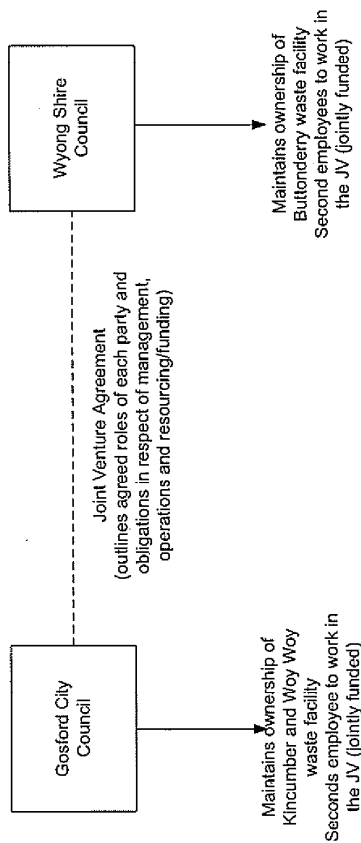 Gosford City
Council
Wyong Shire
Council
Joint Venture Agreement
(outlines agreed roles of each party and
obligations in respect of management,
operations and resourcing/funding)
Maintains ownership of
Kincumber and Woy Woy
waste facility
Seconds employee to work in
the JV (jointly funded)
Maintains ownership of
Buttonderry waste facility
Second employees to work in
the JV (jointly funded)